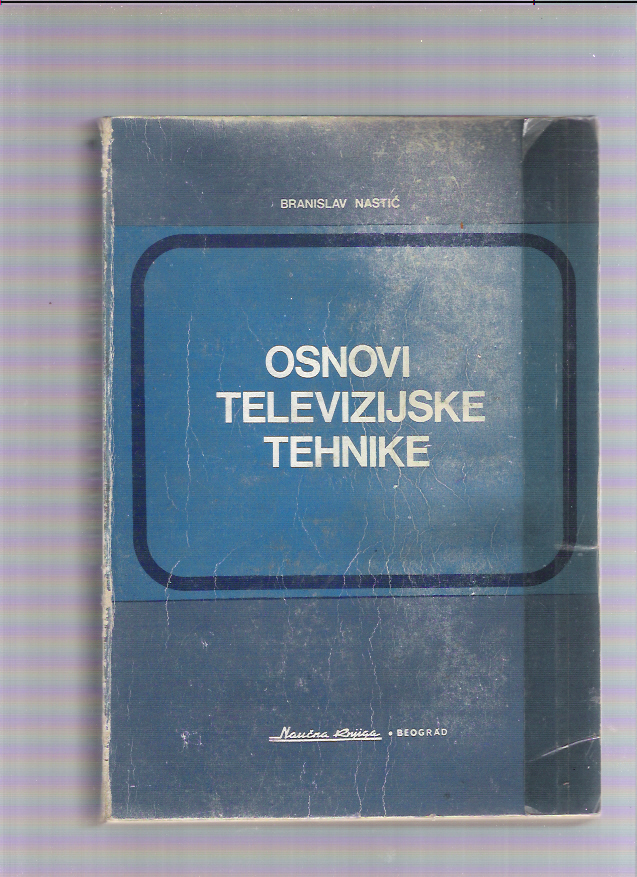 BRANISLAV NASTIĆ
OSNOVI
TELEVIZIJSKE
TEHNIKE
Naučna Knjiga • BEOGRAD